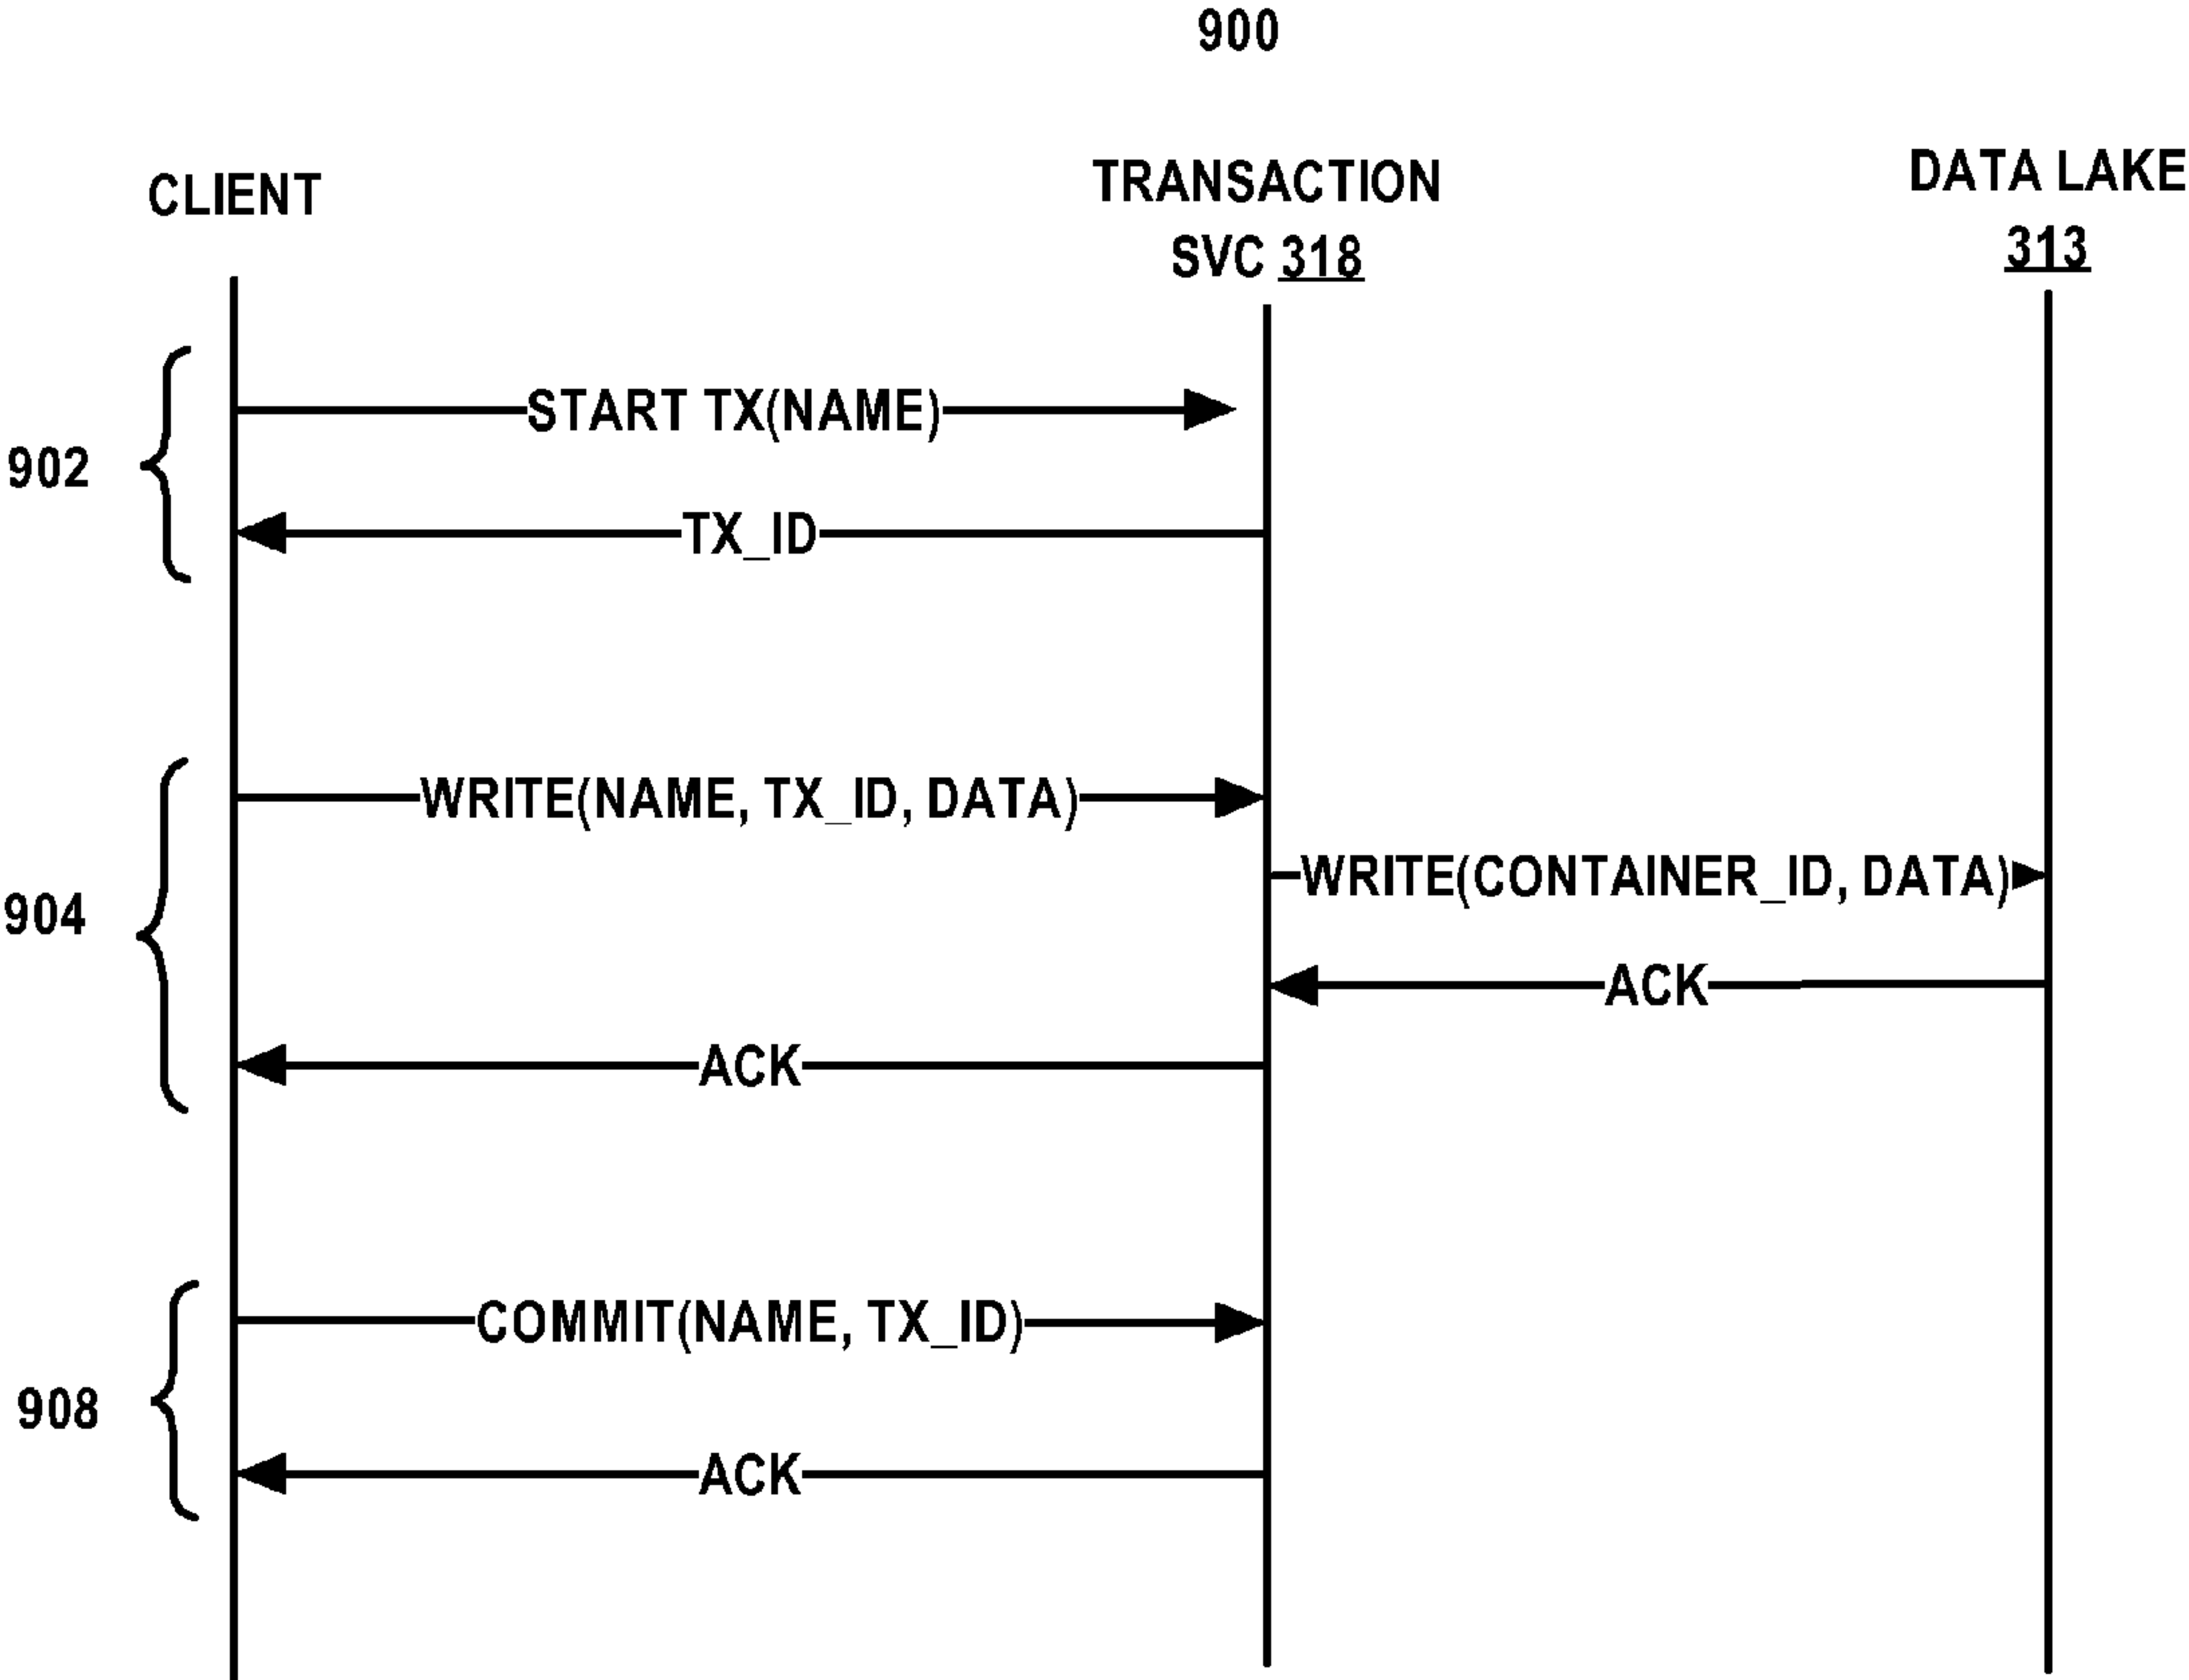 900
CLIENT
TRANSACTION
SVC 318
DATA LAKE
313
902
START TX(NAME)
TX_ID
904
WRITE(NAME, TX_ID, DATA)
WRITE(CONTAINER_ID, DATA)
ACK
ACK
908
COMMIT(NAME, TX_ID)
ACK